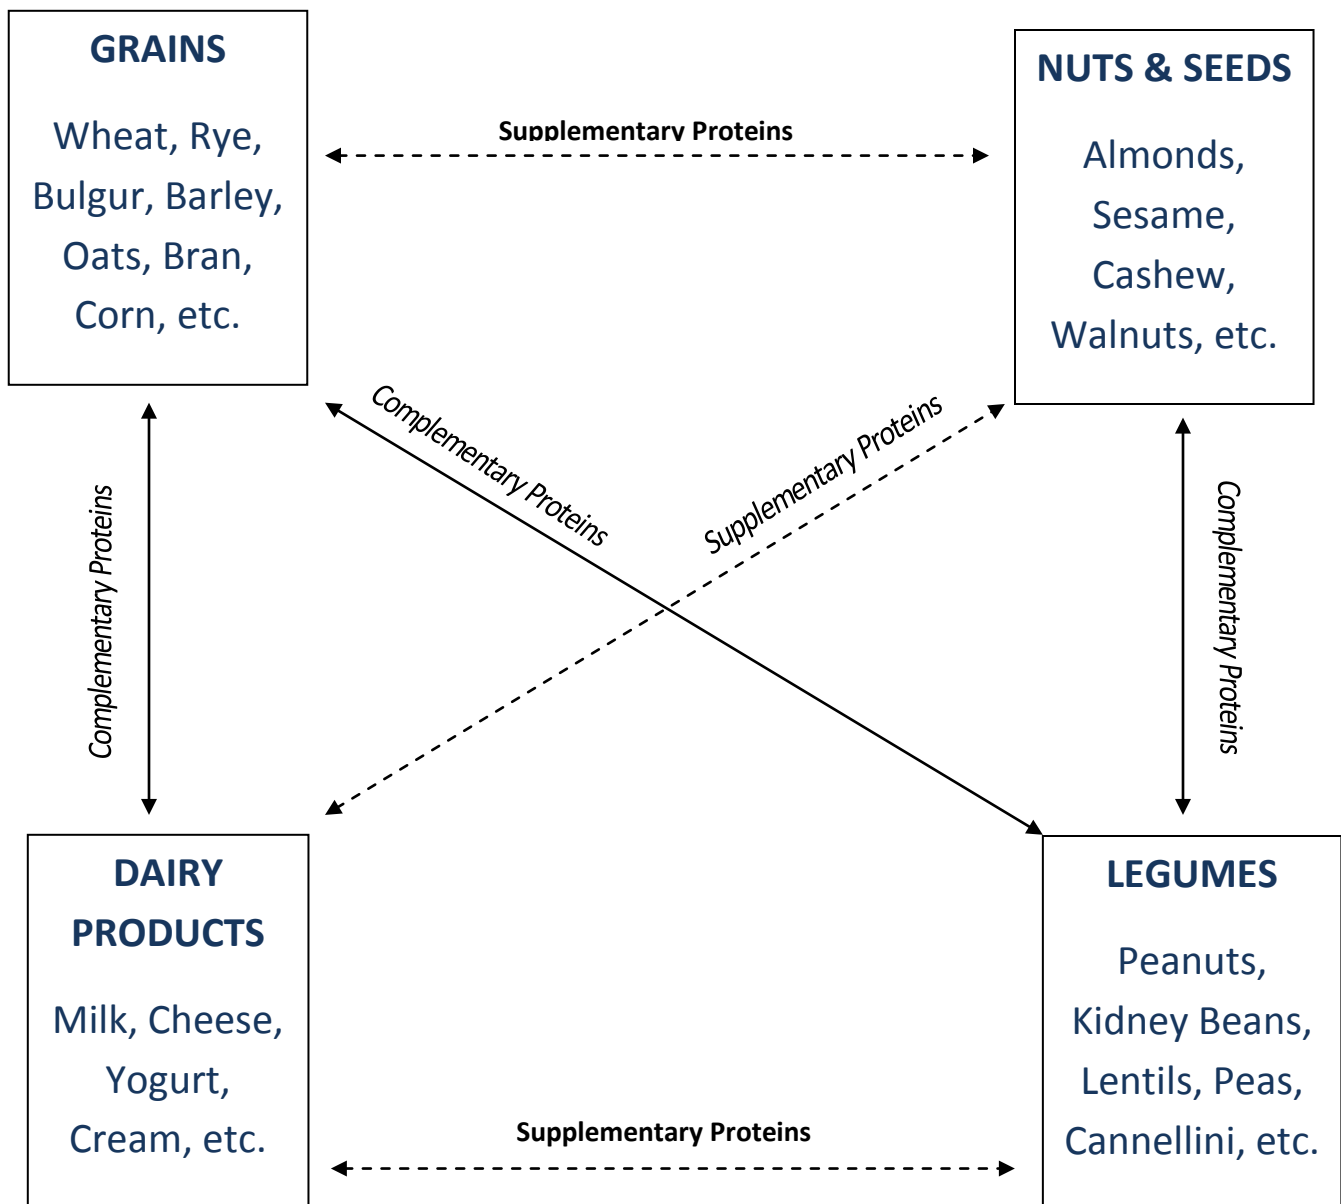 GRAINS
Wheat, Rye,
Bulgur, Barley,
Oats, Bran,
Corn, etc.
Supplementary Proteins
NUTS & SEEDS
Almonds,
Sesame,
Cashew,
Walnuts, etc.
Complementary Proteins
Complementary Proteins
Supplementary Proteins
Complementary Proteins
DAIRY
PRODUCTS
Milk, Cheese,
Yogurt,
Cream, etc.
Supplementary Proteins
LEGUMES
Peanuts,
Kidney Beans,
Lentils, Peas,
Cannellini, etc.